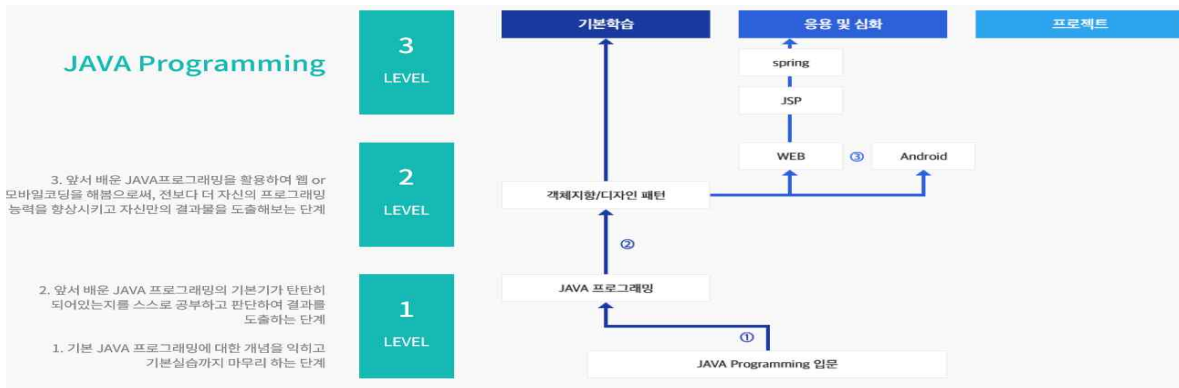 기본학습
응용 및 심화
프로젝트
JAVA Programming
3
LEVEL
spring
JSP
WEB
③
Android
2
LEVEL
3. 앞서 배운 JAVA프로그래밍을 활용하여 웹 or
모바일코딩을 해봄으로써, 전보다 더 자신의 프로그래밍
능력을 향상시키고 자신만의 결과물을 도출해보는 단계
객체지향/디자인 패턴
②
JAVA 프로그래밍
2. 앞서 배운 JAVA 프로그래밍의 기본기가 탄탄히
되어있는지를 스스로 공부하고 판단하여 결과를
도출하는 단계
1
LEVEL
①
1. 기본 JAVA 프로그래밍에 대한 개념을 익히고
기본실습까지 마무리 하는 단계
JAVA Programming 입문